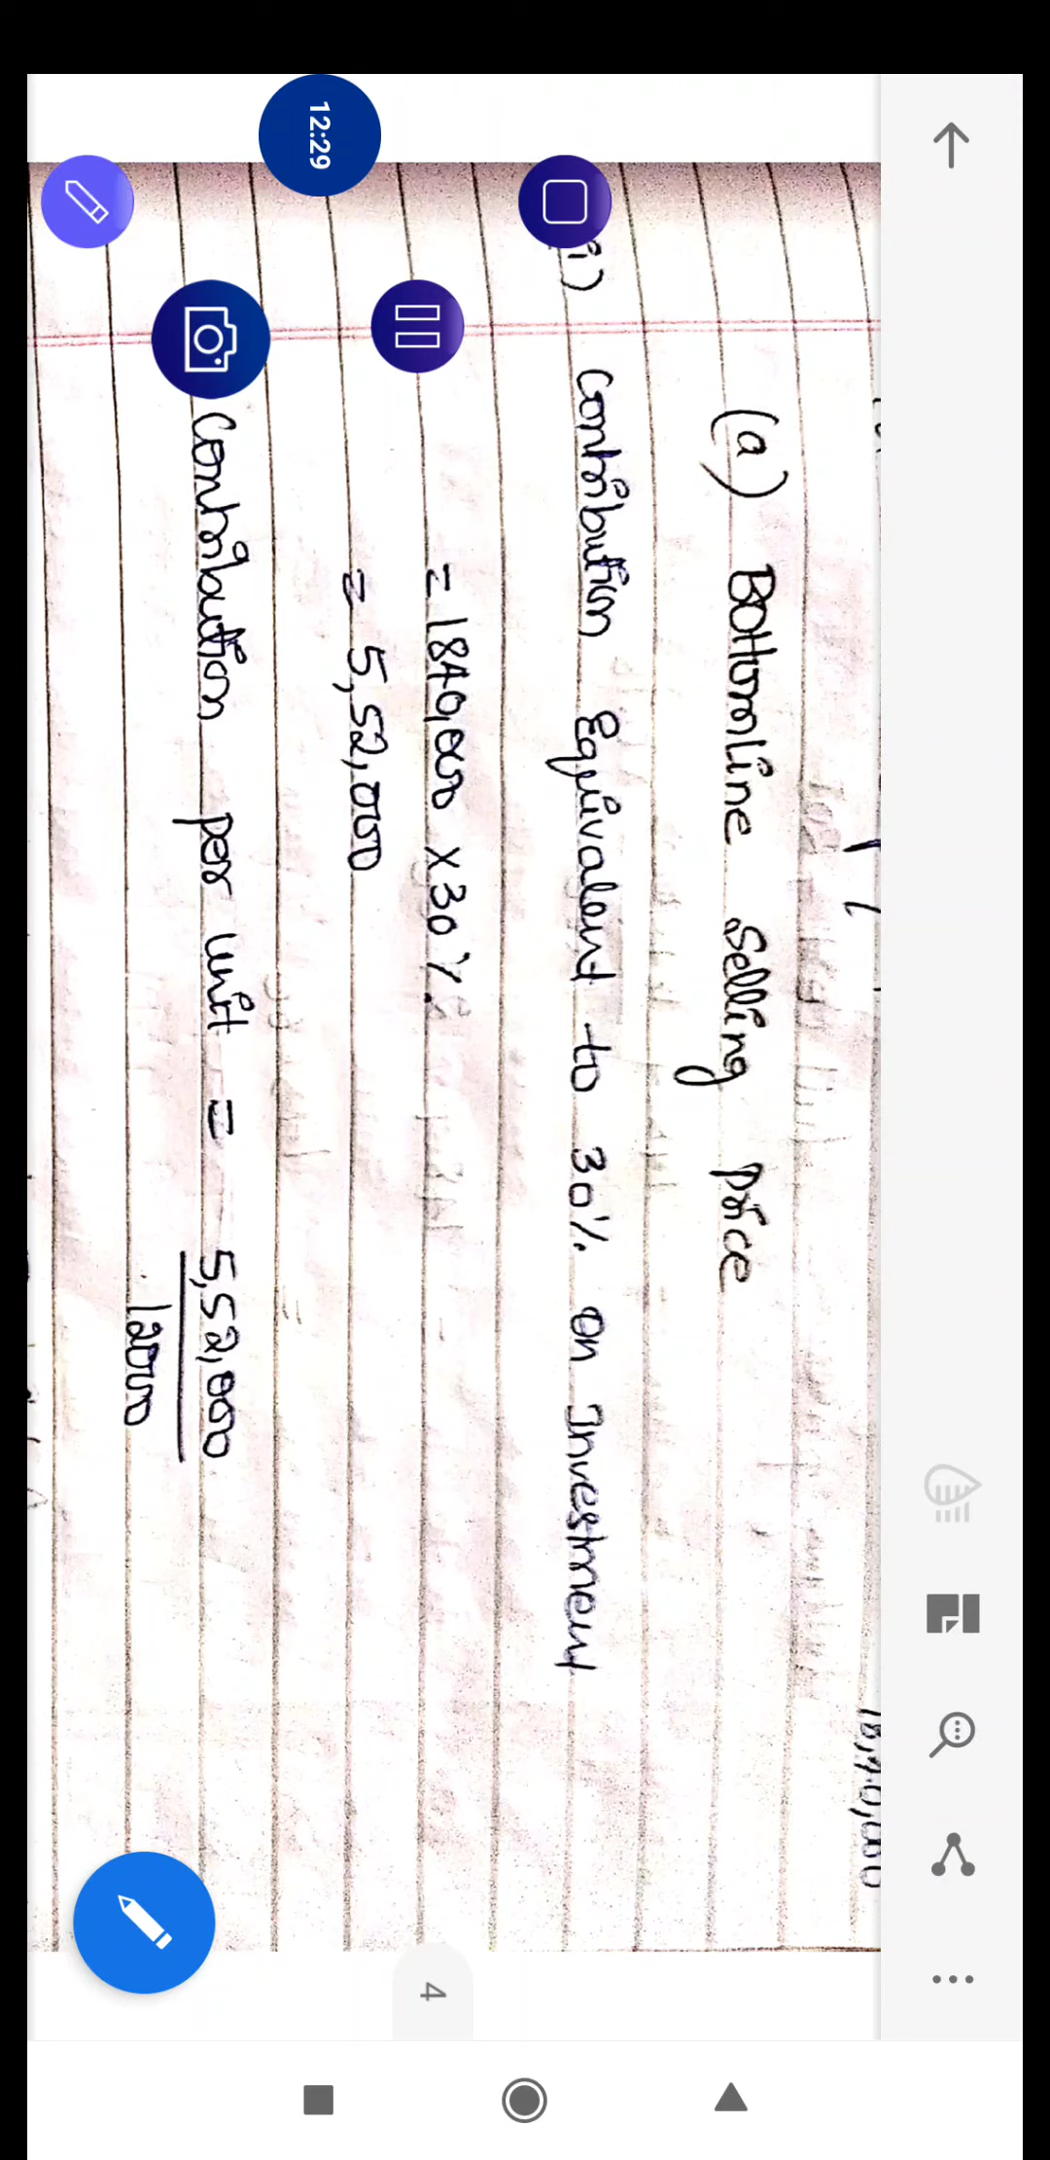 12:29
(a) Bottomline Selling price
i) Contribution Equivalent to 30% on Investment
= 1840,000 x 30%
= 5,52,000
Contribution per unit = 5,52,000
12000
4